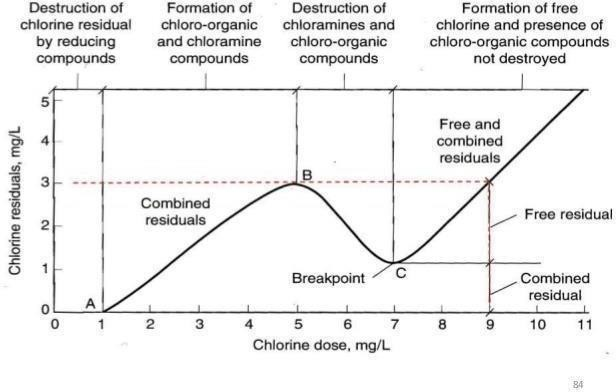 Destruction of
chlorine residual
by reducing
compounds
Formation of
chloro-organic
and chloramine
compounds
Destruction of
chloramines and
chloro-organic
compounds
Formation of free
chlorine and presence of
chloro-organic compounds
not destroyed
Chlorine residuals, mg/L
5
4
3
2
1
0
Combined
residuals
A
B
Breakpoint
C
Free and
combined
residuals
Free residual
Combined
residual
0 1 2 3 4 5 6 7 8 9 10 11
Chlorine dose, mg/L
84